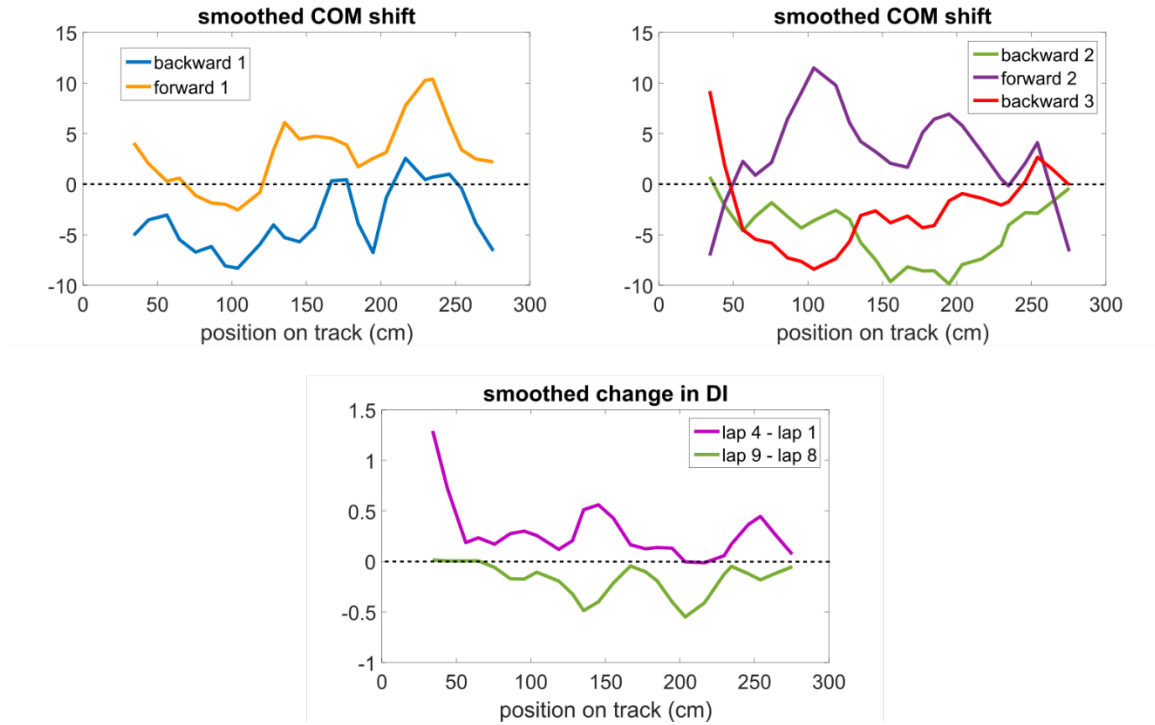 smoothed COM shift
15
10
5
0
-5
-10
backward 1
forward 1
0 50 100 150 200 250 300
position on track (cm)
smoothed COM shift
15
10
5
0
-5
-10
backward 2
forward 2
backward 3
0 50 100 150 200 250 300
position on track (cm)
smoothed change in DI
1.5
1
0.5
0
-0.5
-1
lap 4 - lap 1
lap 9 - lap 8
0 50 100 150 200 250 300
position on track (cm)